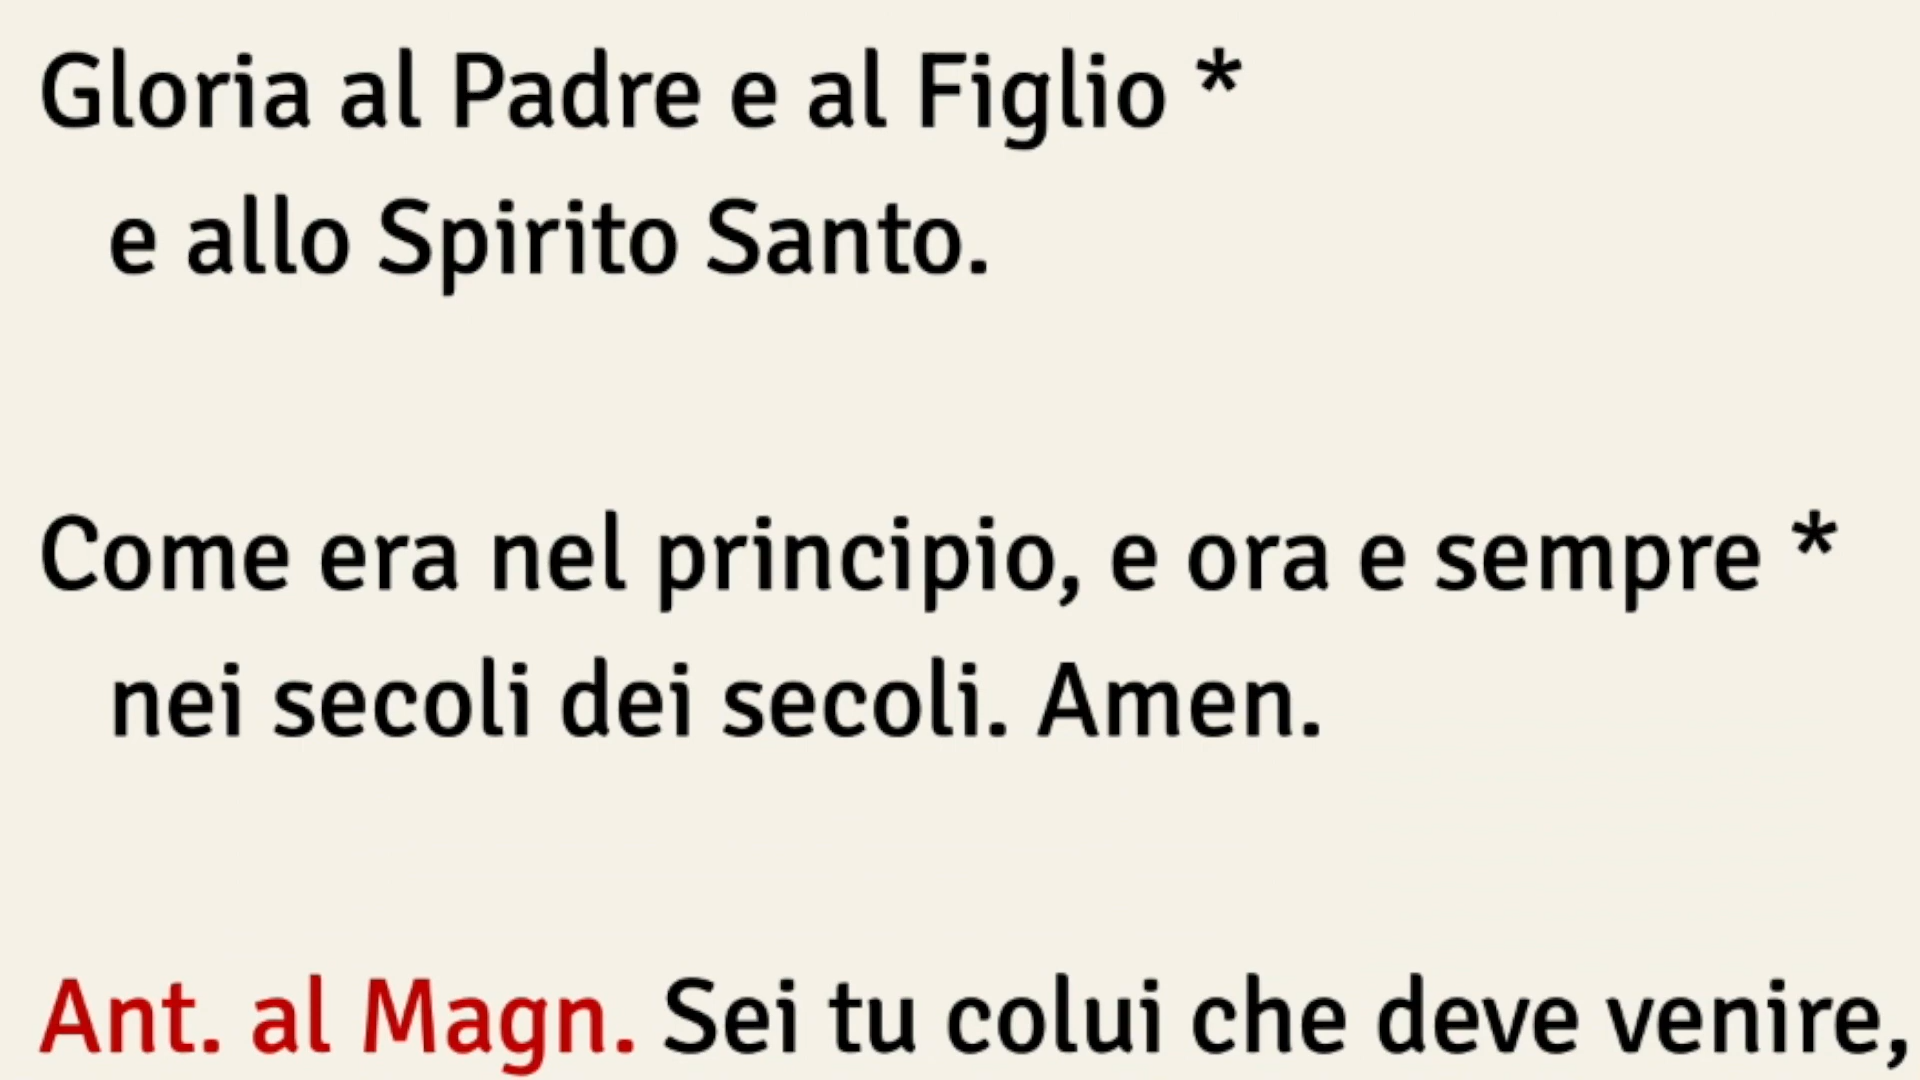 Gloria al Padre e al Figlio *
e allo Spirito Santo.
Come era nel principio, e ora e sempre *
nei secoli dei secoli. Amen.
Ant. al Magn. Sei tu colui che deve venire,